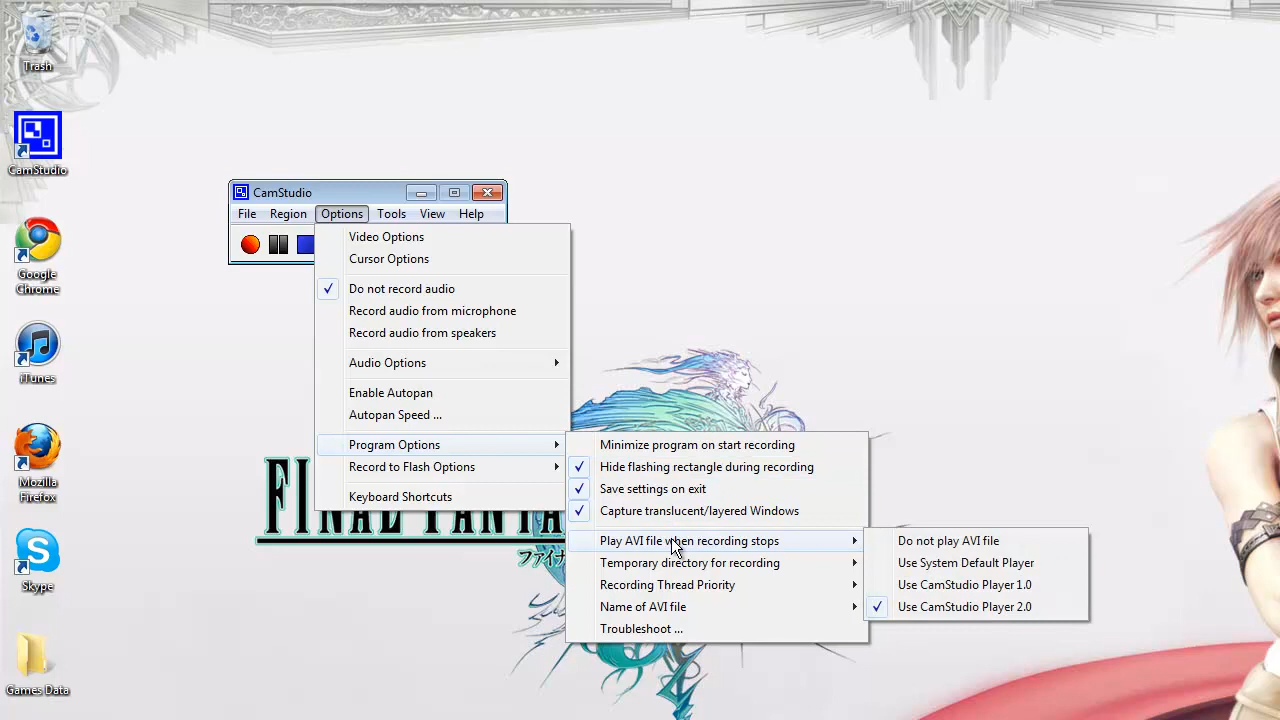 Trash
CamStudio
Google
Chrome
iTunes
Mozilla
Firefox
Skype
Games Data
CamStudio
File Region Options Tools View Help
Video Options
Cursor Options
Do not record audio
Record audio from microphone
Record audio from speakers
Audio Options
Enable Autopan
Autopan Speed ...
Program Options
Record to Flash Options
Keyboard Shortcuts
Minimize program on start recording
Hide flashing rectangle during recording
Save settings on exit
Capture translucent/layered Windows
Play AVI file when recording stops
Temporary directory for recording
Recording Thread Priority
Name of AVI file
Troubleshoot ...
Do not play AVI file
Use System Default Player
Use CamStudio Player 1.0
Use CamStudio Player 2.0